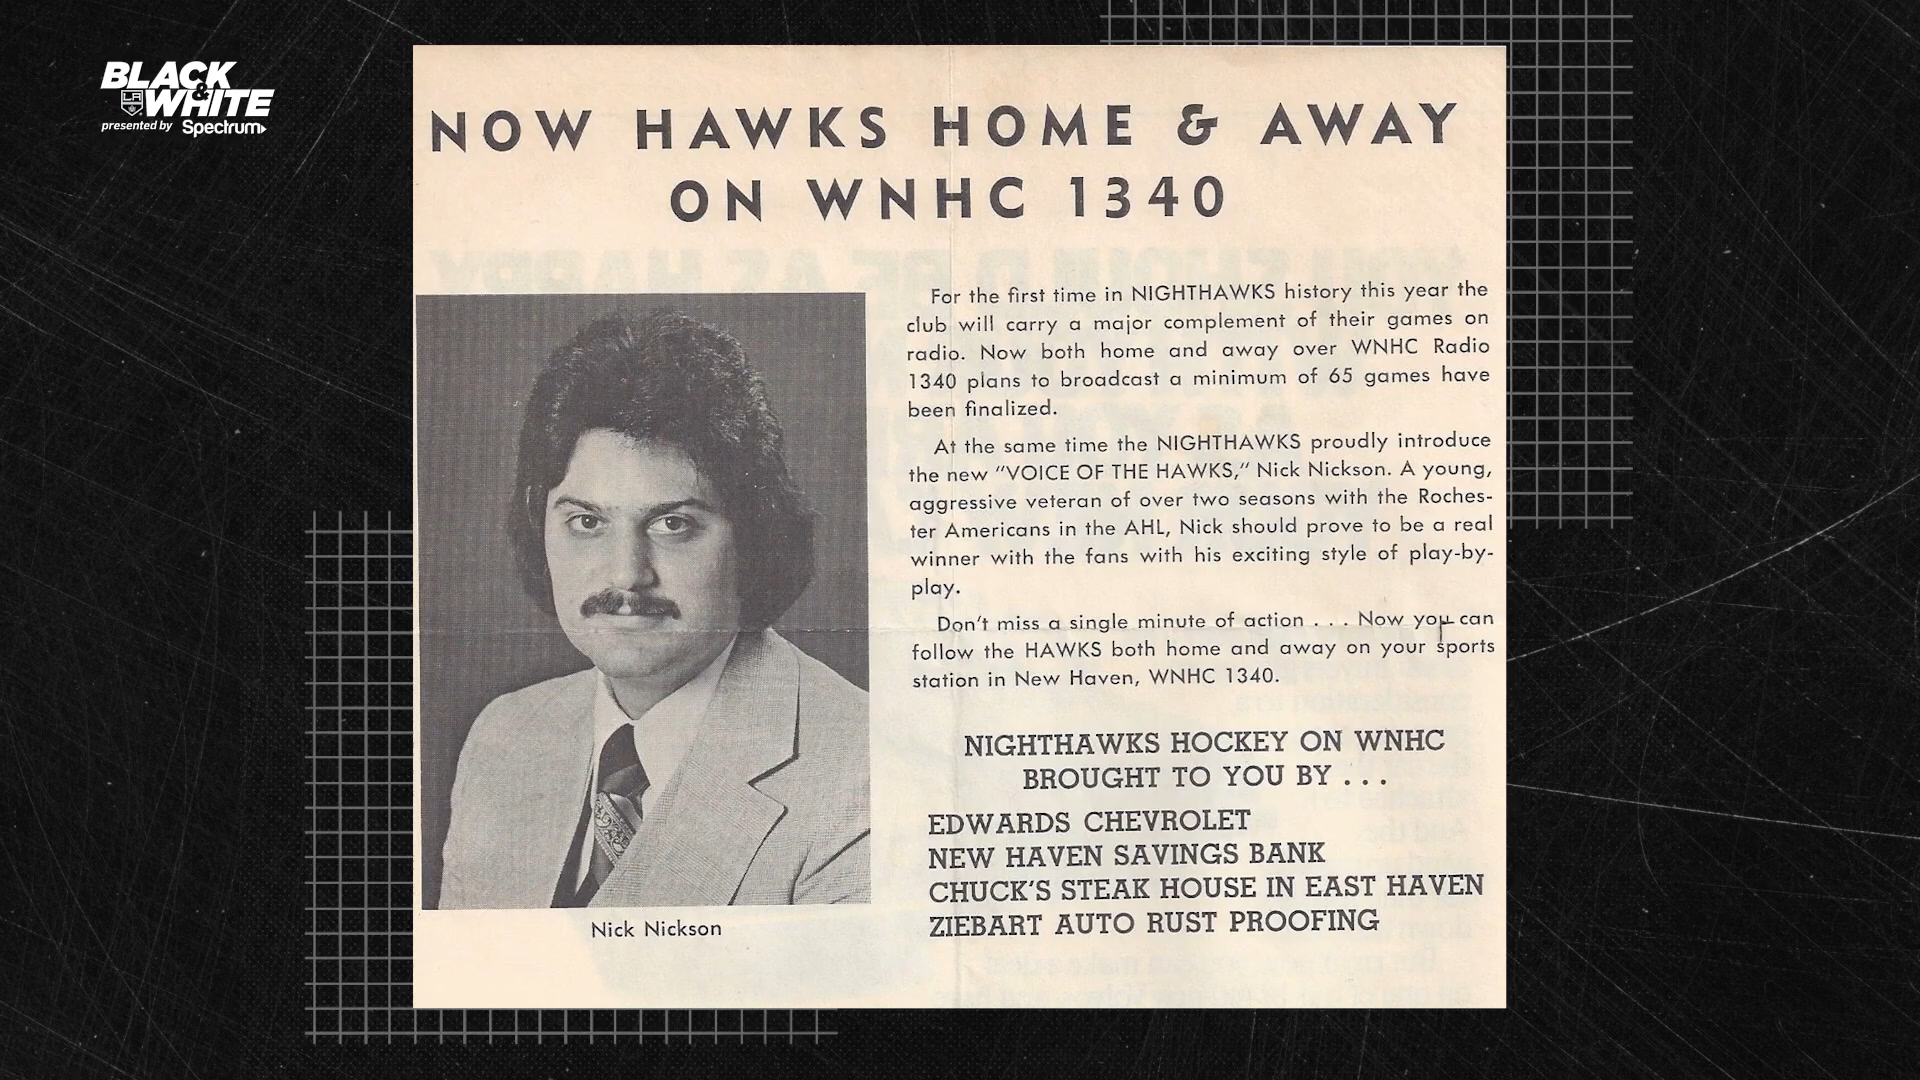 BLACK
&
LA
WHITE
presented by Spectrum
NOW HAWKS HOME & AWAY
ON WNHC 1340
For the first time in NIGHTHAWKS history this year the
club will carry a major complement of their games on
radio. Now both home and away over WNHC Radio
1340 plans to broadcast a minimum of 65 games have
been finalized.
At the same time the NIGHTHAWKS proudly introduce
the new "VOICE OF THE HAWKS," Nick Nickson. A young,
aggressive veteran of over two seasons with the Roches-
ter Americans in the AHL, Nick should prove to be a real
winner with the fans with his exciting style of play-by-
play.
Don't miss a single minute of action . . . Now you can
follow the HAWKS both home and away on your sports
station in New Haven, WNHC 1340.
NIGHTHAWKS HOCKEY ON WNHC
BROUGHT TO YOU BY . . .
EDWARDS CHEVROLET
NEW HAVEN SAVINGS BANK
CHUCK'S STEAK HOUSE IN EAST HAVEN
ZIEBART AUTO RUST PROOFING
Nick Nickson